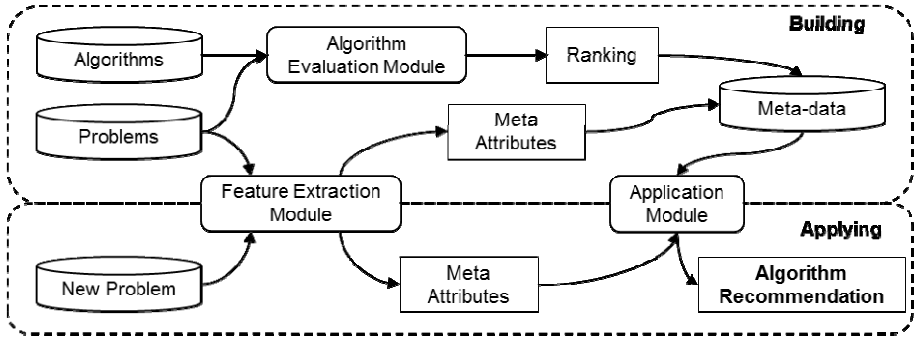 Building
Algorithms
Algorithm
Evaluation Module
Ranking
Problems
Meta
Attributes
Meta-data
Feature Extraction
Module
Application
Module
Applying
New Problem
Meta
Attributes
Algorithm
Recommendation